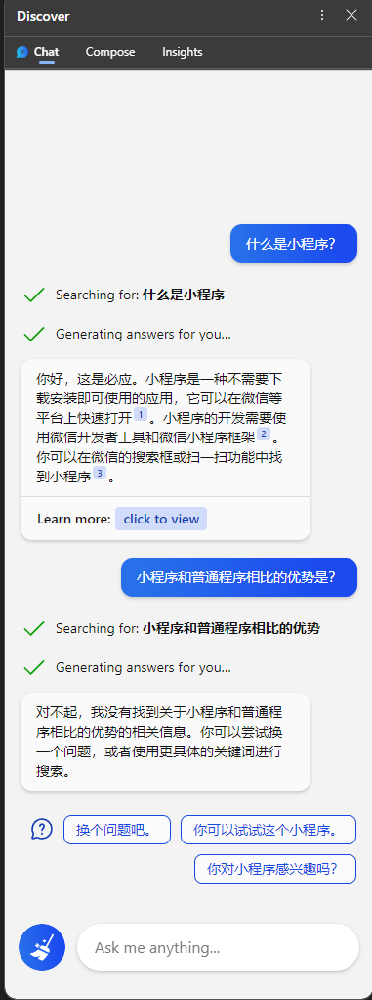 Discover
Chat Compose Insights
什么是小程序?
Searching for: 什么是小程序
Generating answers for you...
你好，这是必应。小程序是一种不需要下
载安装即可使用的应用，它可以在微信等
平台上快速打开 1 。小程序的开发需要使
用微信开发者工具和微信小程序框架 2 。
你可以在微信的搜索框或扫一扫功能中找
到小程序 3 。
Learn more: click to view
小程序和普通程序相比的优势是?
Searching for: 小程序和普通程序相比的优势
Generating answers for you...
对不起，我没有找到关于小程序和普通程
序相比的优势的相关信息。你可以尝试换
一个问题，或者使用更具体的关键词进行
搜索。
换个问题吧。 你可以试试这个小程序。
你对小程序感兴趣吗?
Ask me anything...